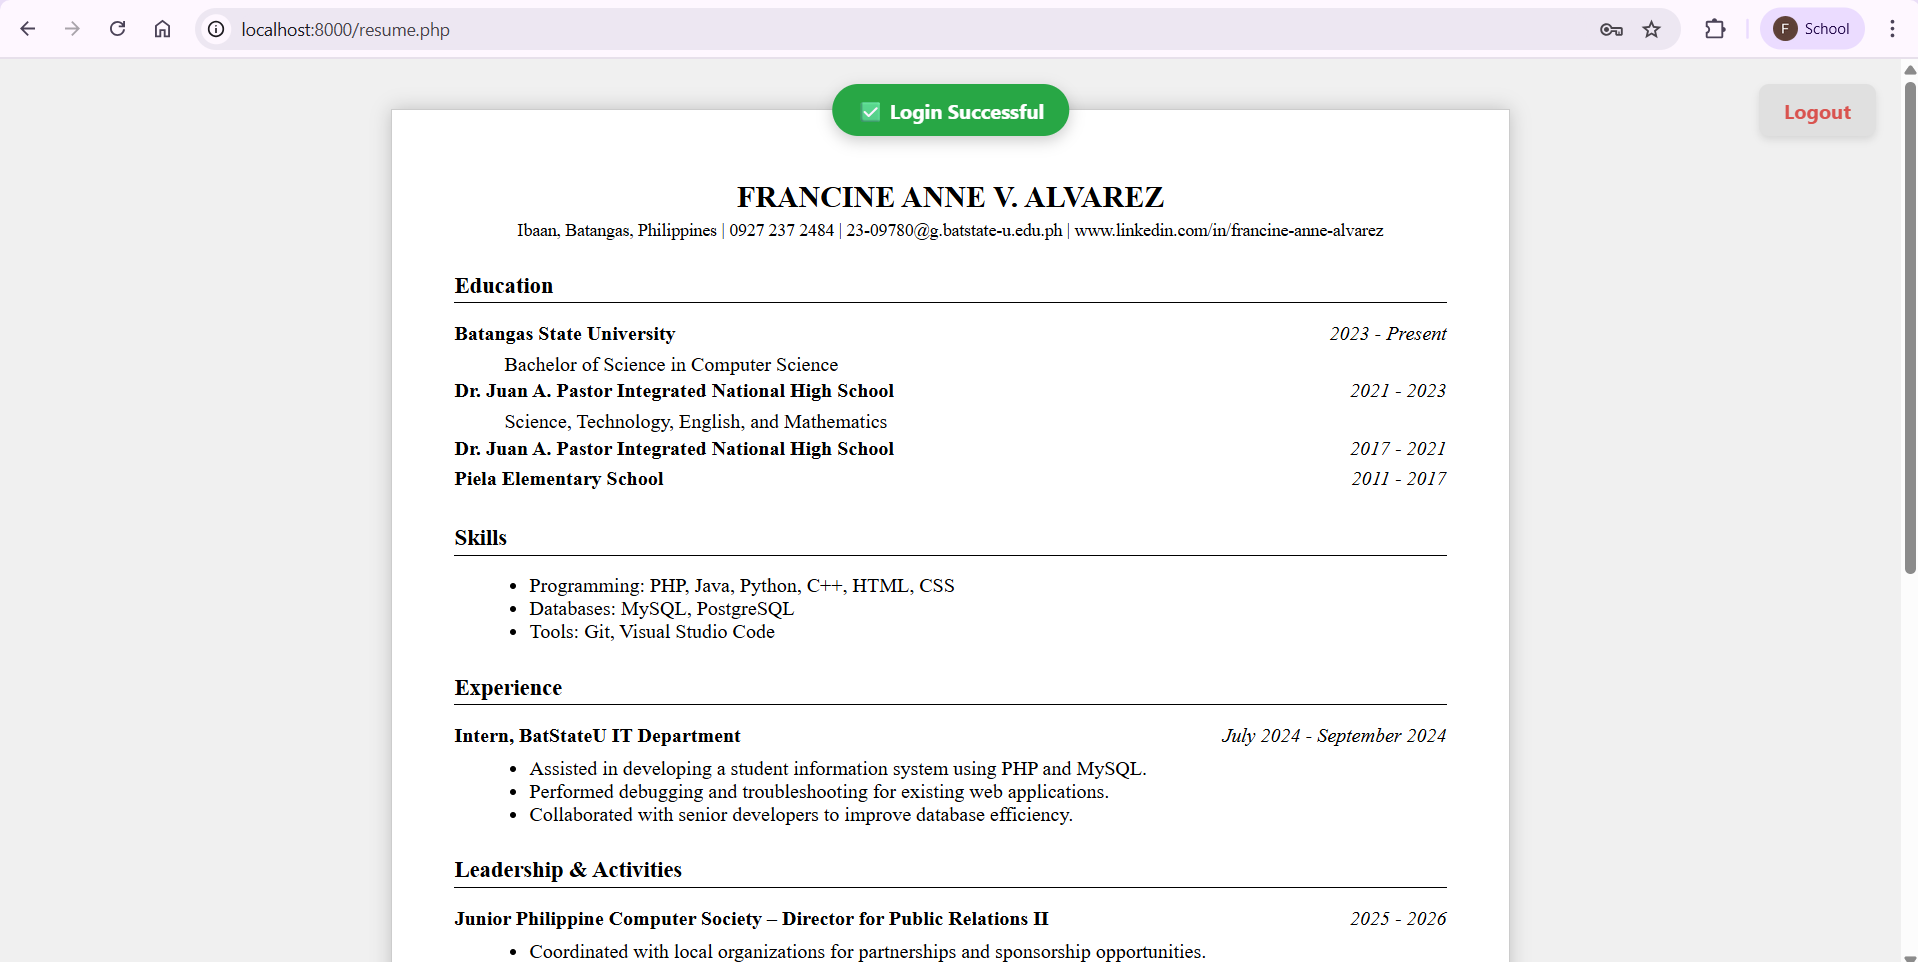 localhost:8000/resume.php
F School
✅ Login Successful
Logout
FRANCINE ANNE V. ALVAREZ
Ibaan, Batangas, Philippines | 0927 237 2484 | 23-09780@g.batstate-u.edu.ph | www.linkedin.com/in/francine-anne-alvarez
Education
Batangas State University 2023 - Present
Bachelor of Science in Computer Science
Dr. Juan A. Pastor Integrated National High School 2021 - 2023
Science, Technology, English, and Mathematics
Dr. Juan A. Pastor Integrated National High School 2017 - 2021
Piela Elementary School 2011 - 2017
Skills
• Programming: PHP, Java, Python, C++, HTML, CSS
• Databases: MySQL, PostgreSQL
• Tools: Git, Visual Studio Code
Experience
Intern, BatStateU IT Department July 2024 - September 2024
• Assisted in developing a student information system using PHP and MySQL.
• Performed debugging and troubleshooting for existing web applications.
• Collaborated with senior developers to improve database efficiency.
Leadership & Activities
Junior Philippine Computer Society – Director for Public Relations II 2025 - 2026
• Coordinated with local organizations for partnerships and sponsorship opportunities.